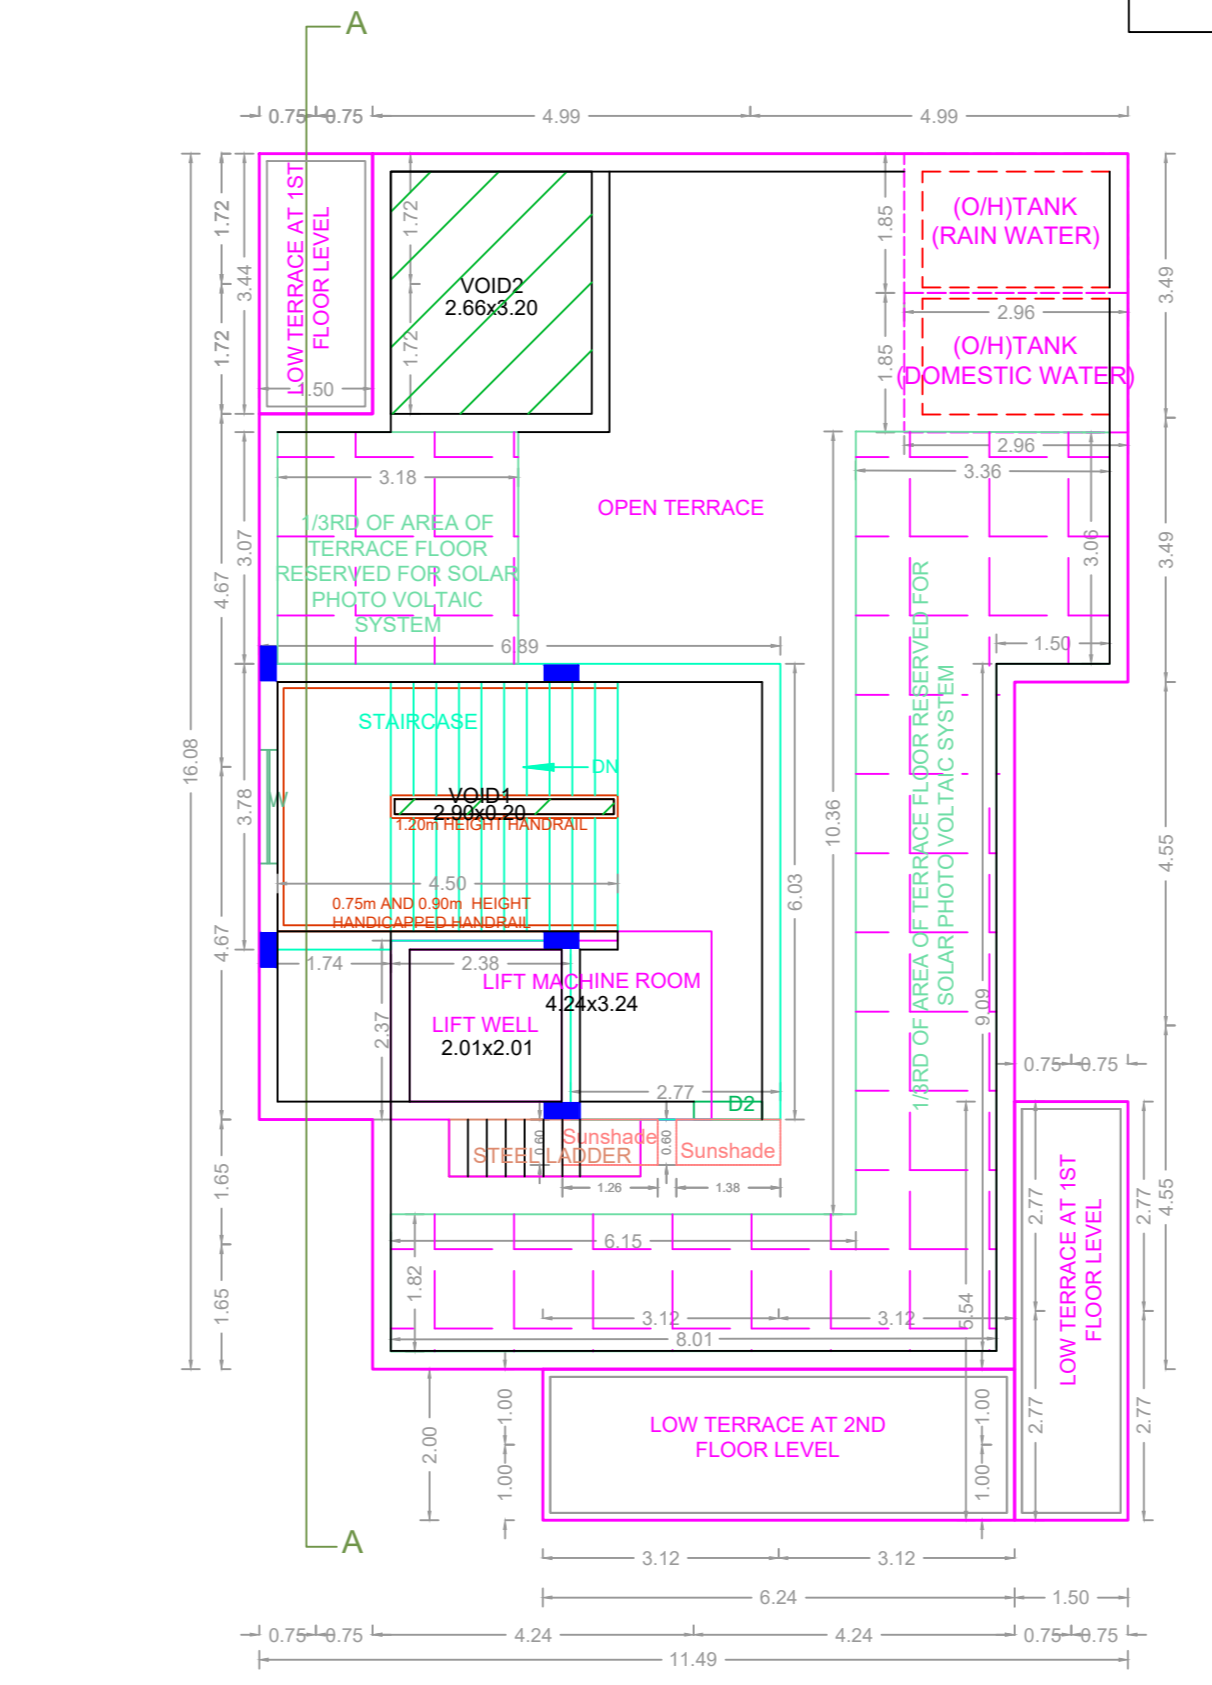 A
0.75
0.75
4.99
4.99
LOW TERRACE AT 1ST
FLOOR LEVEL
1.50
1.72
1.72
3.44
1.72
1.72
VOID2
2.66x3.20
1.85
1.85
(O/H)TANK
(RAIN WATER)
2.96
(O/H)TANK
(DOMESTIC WATER)
2.96
3.49
3.36
3.18
1/3RD OF AREA OF
TERRACE FLOOR
RESERVED FOR SOLAR
PHOTO VOLTAIC
SYSTEM
OPEN TERRACE
3.07
4.67
3.06
3.49
1.50
6.89
STAIRCASE
DN
16.08
3.78
W
VOID1
2.90x0.20
1.20m HEIGHT HANDRAIL
10.36
6.03
4.50
0.75m AND 0.90m HEIGHT
HANDICAPPED HANDRAIL
1/3RD OF AREA OF TERRACE FLOOR RESERVED FOR
SOLAR PHOTO VOLTAIC SYSTEM
4.55
4.67
1.74
2.38
LIFT MACHINE ROOM
4.24x3.24
2.37
LIFT WELL
2.01x2.01
9.09
2.77
D2
0.75
0.75
0.60
Sunshade
0.60
Sunshade
STEEL LADDER
1.26
1.38
1.65
1.65
6.15
1.82
3.12
3.12
8.01
5.54
2.77
2.77
LOW TERRACE AT 1ST
FLOOR LEVEL
2.77
2.77
4.55
2.00
1.00
1.00
LOW TERRACE AT 2ND
FLOOR LEVEL
1.00
1.00
A
3.12
3.12
6.24
1.50
0.75
0.75
4.24
4.24
0.75
0.75
11.49